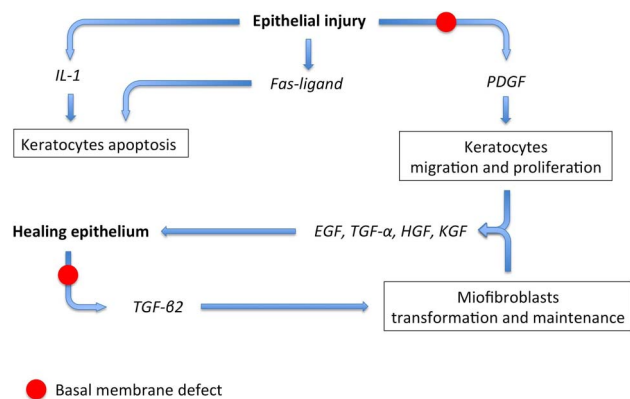 Epithelial injury
IL-1
Fas-ligand
PDGF
Keratocytes apoptosis
Keratocytes
migration and proliferation
Healing epithelium
EGF, TGF-α, HGF, KGF
TGF-β2
Miofibroblasts
transformation and maintenance
Basal membrane defect